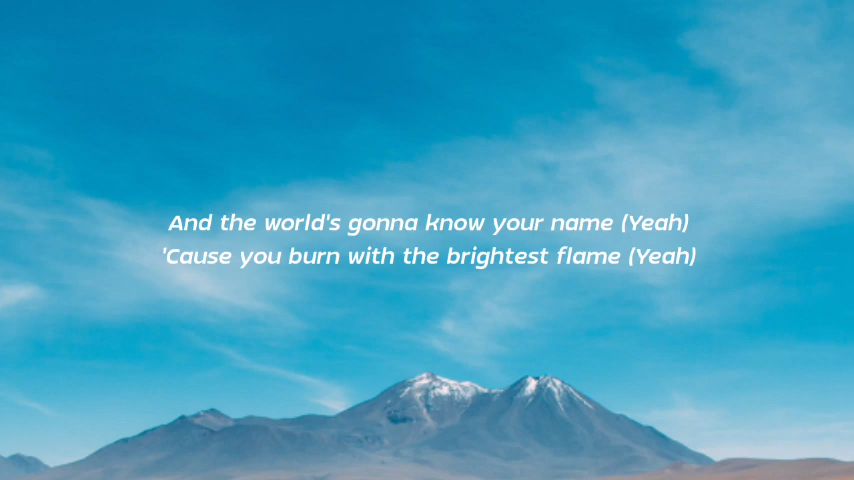 And the world's gonna know your name (Yeah)
'Cause you burn with the brightest flame (Yeah)